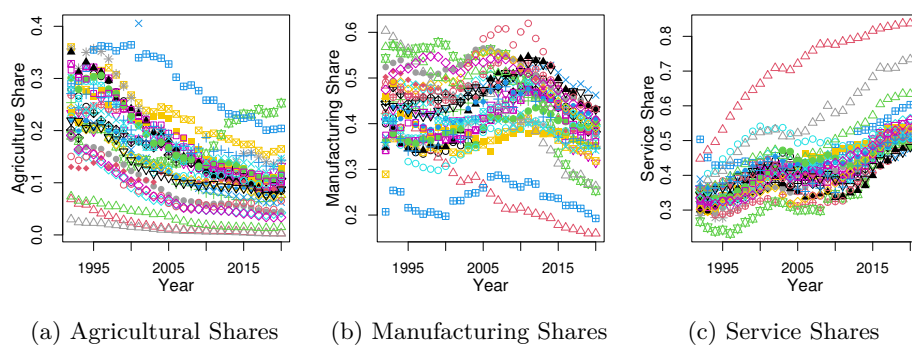 Agriculture Share
0.0 0.1 0.2 0.3 0.4
1995 2005 2015
Year
Manufacturing Share
0.2 0.3 0.4 0.5 0.6
1995 2005 2015
Year
Service Share
0.3 0.4 0.5 0.6 0.7 0.8
1995 2005 2015
Year
(a) Agricultural Shares
(b) Manufacturing Shares
(c) Service Shares